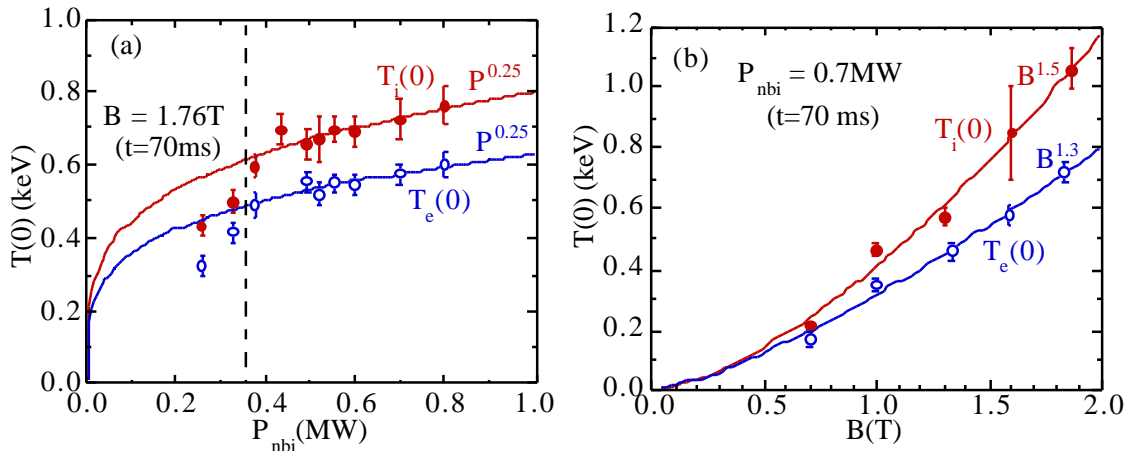 (a)
B = 1.76T
(t=70ms)
T_i(0)
P^0.25
P^0.25
T_e(0)
1.0
0.8
0.6
0.4
0.2
0.0
T(0) (keV)
0.0 0.2 0.4 0.6 0.8 1.0
P_nbi(MW)
(b)
P_nbi = 0.7MW
(t=70 ms)
B^1.5
T_i(0)
B^1.3
T_e(0)
1.2
1.0
0.8
0.6
0.4
0.2
0.0
T(0) (keV)
0.0 0.5 1.0 1.5 2.0
B(T)